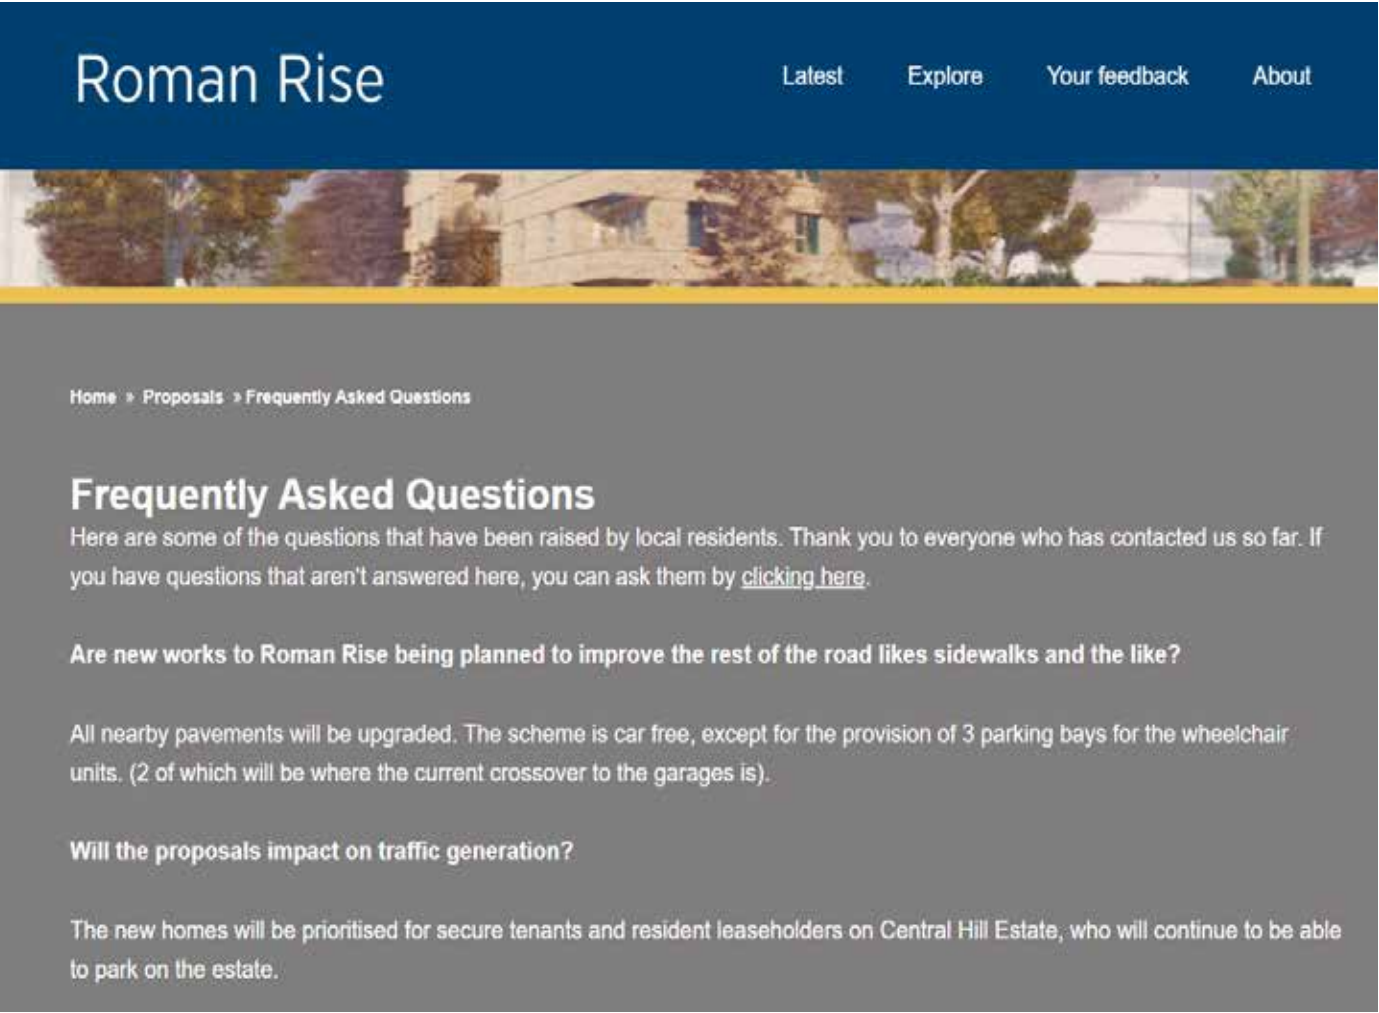 Roman Rise
Latest Explore Your feedback About
Home » Proposals » Frequently Asked Questions
Frequently Asked Questions
Here are some of the questions that have been raised by local residents. Thank you to everyone who has contacted us so far. If
you have questions that aren't answered here, you can ask them by clicking here.
Are new works to Roman Rise being planned to improve the rest of the road likes sidewalks and the like?
All nearby pavements will be upgraded. The scheme is car free, except for the provision of 3 parking bays for the wheelchair
units. (2 of which will be where the current crossover to the garages is).
Will the proposals impact on traffic generation?
The new homes will be prioritised for secure tenants and resident leaseholders on Central Hill Estate, who will continue to be able
to park on the estate.